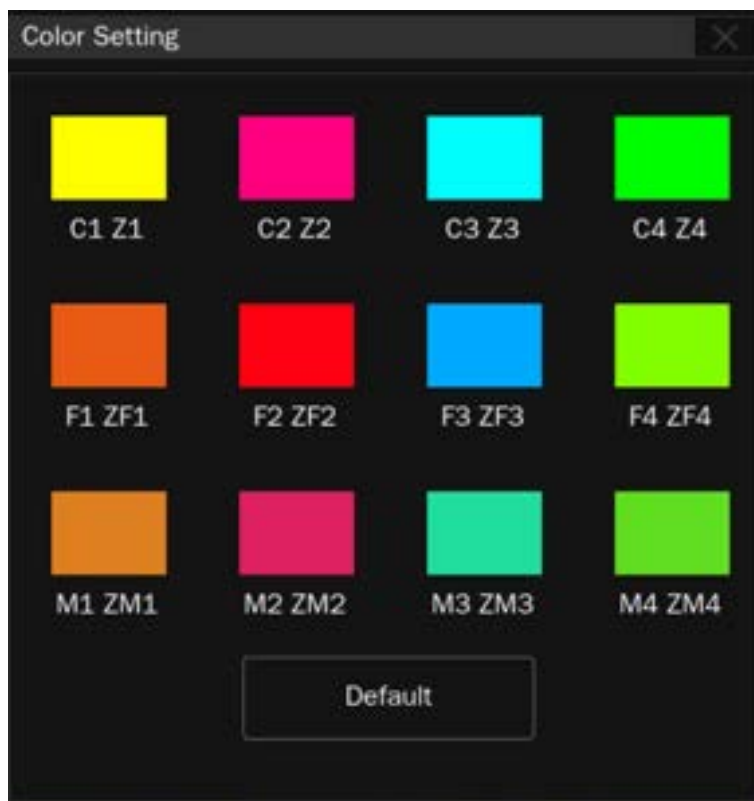 Color Setting
C1 Z1 C2 Z2 C3 Z3 C4 Z4
F1 ZF1 F2 ZF2 F3 ZF3 F4 ZF4
M1 ZM1 M2 ZM2 M3 ZM3 M4 ZM4
Default